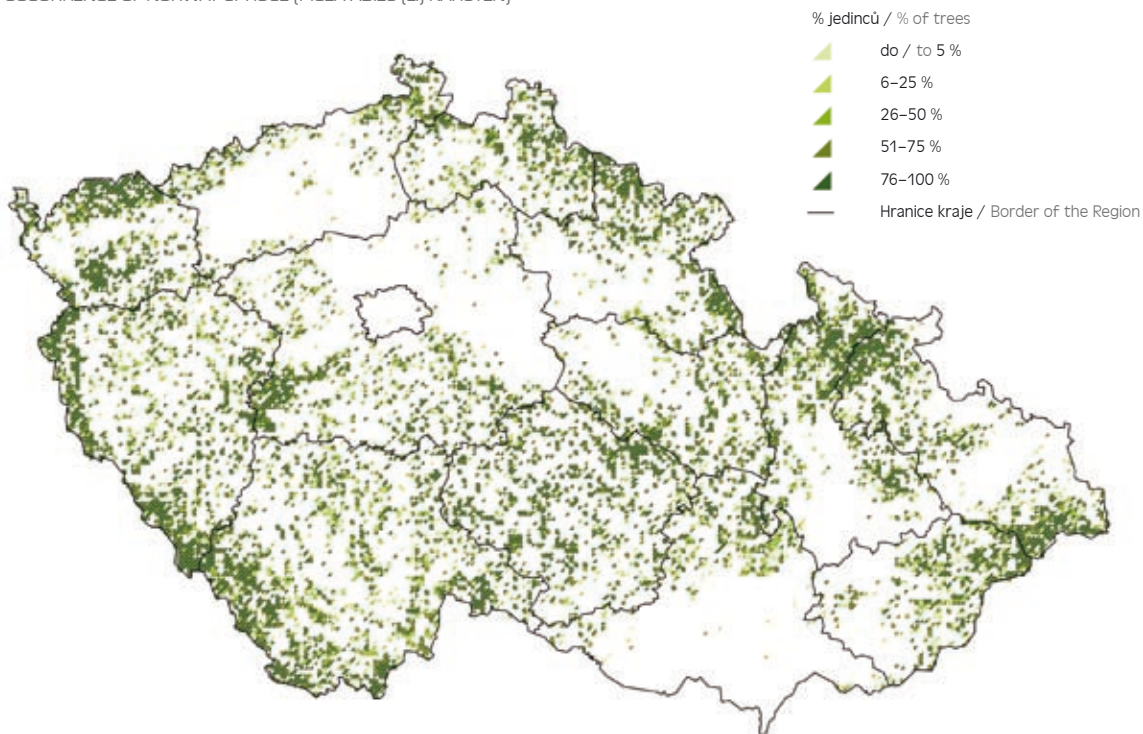 % jedinců / % of trees
do / to 5 %
6–25 %
26–50 %
51–75 %
76–100 %
Hranice kraje / Border of the Region